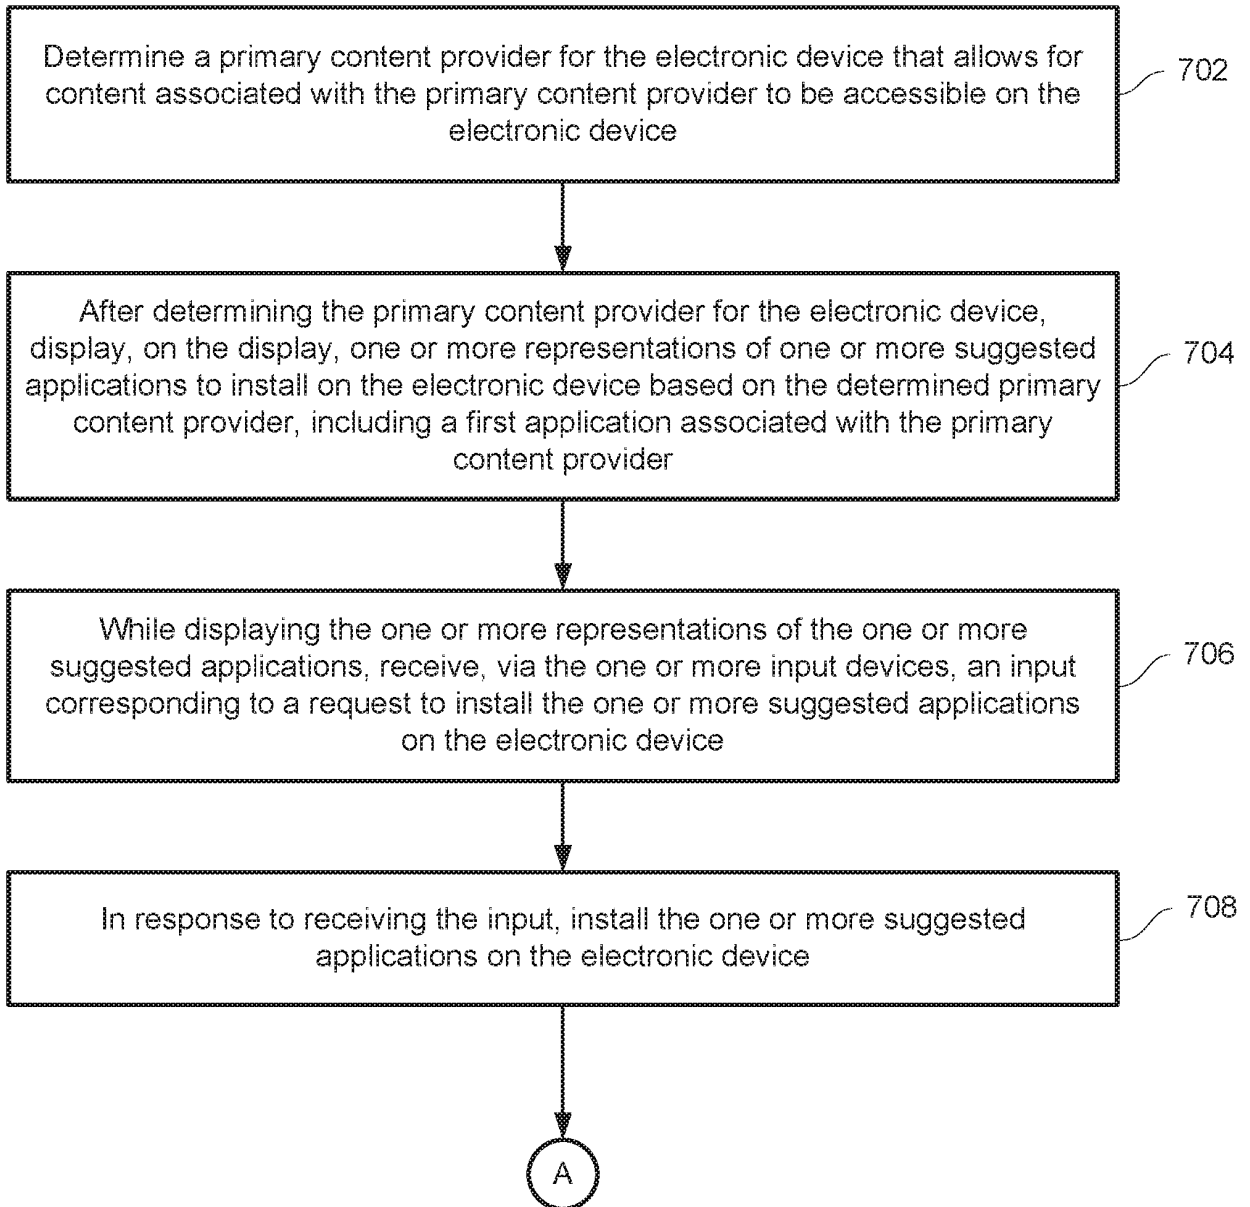 Determine a primary content provider for the electronic device that allows for
content associated with the primary content provider to be accessible on the
electronic device
702
After determining the primary content provider for the electronic device,
display, on the display, one or more representations of one or more suggested
applications to install on the electronic device based on the determined primary
content provider, including a first application associated with the primary
content provider
704
While displaying the one or more representations of the one or more
suggested applications, receive, via the one or more input devices, an input
corresponding to a request to install the one or more suggested applications
on the electronic device
706
In response to receiving the input, install the one or more suggested
applications on the electronic device
708
A